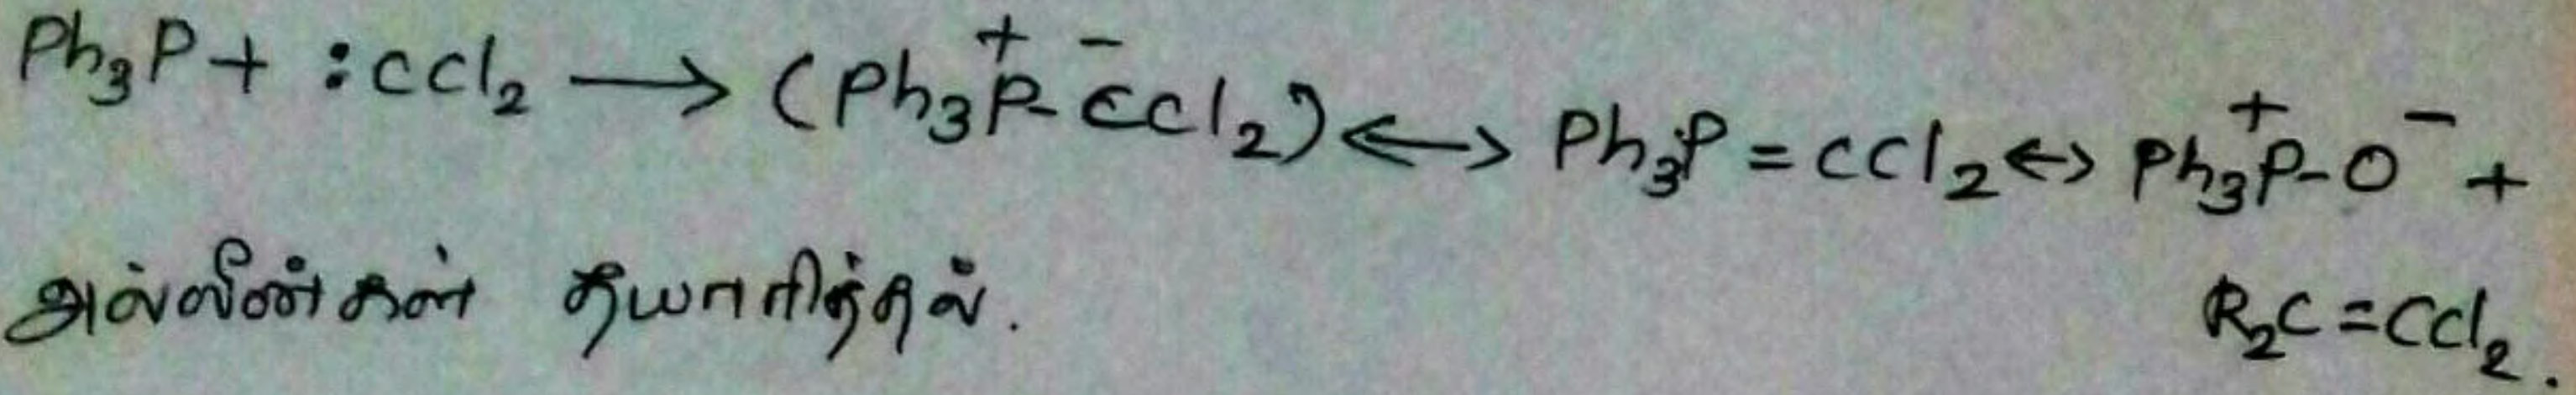 Ph₃P + :CCl₂ ⟶ (Ph₃P⁺-C̄Cl₂) ⟷ Ph₃P = CCl₂ ⟷ Ph₃P⁺-O⁻ +
அல்லீன்கள் தயாரித்தல். R₂C = CCl₂.